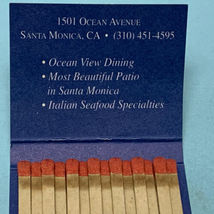 1501 Ocean Avenue
Santa Monica, CA • (310) 451-4595
• Ocean View Dining
• Most Beautiful Patio
in Santa Monica
• Italian Seafood Specialties